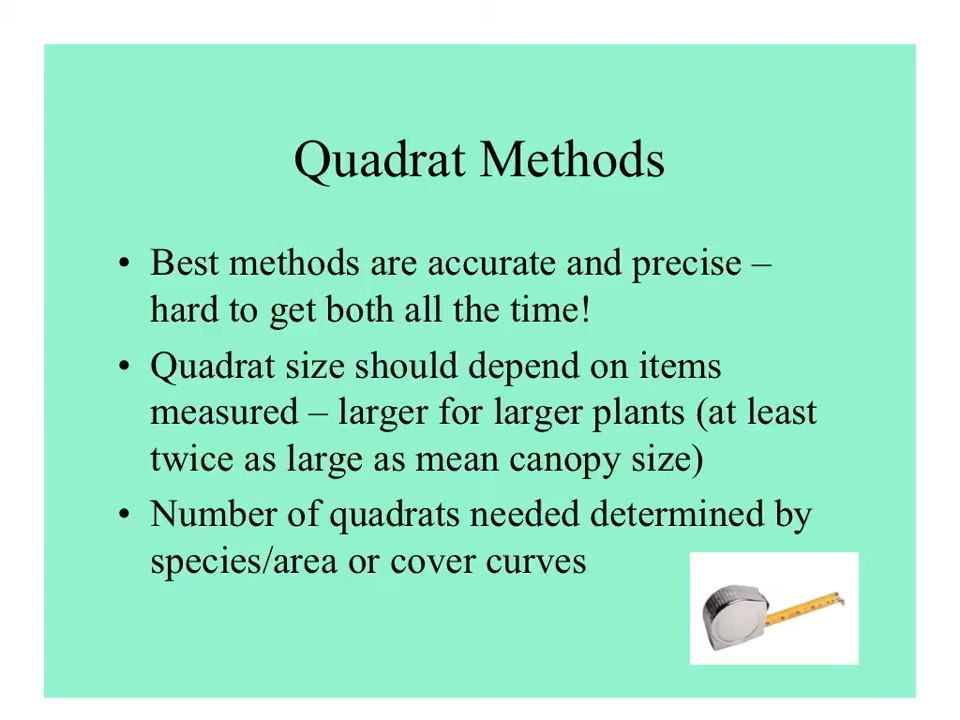 Quadrat Methods
• Best methods are accurate and precise –
hard to get both all the time!
• Quadrat size should depend on items
measured – larger for larger plants (at least
twice as large as mean canopy size)
• Number of quadrats needed determined by
species/area or cover curves